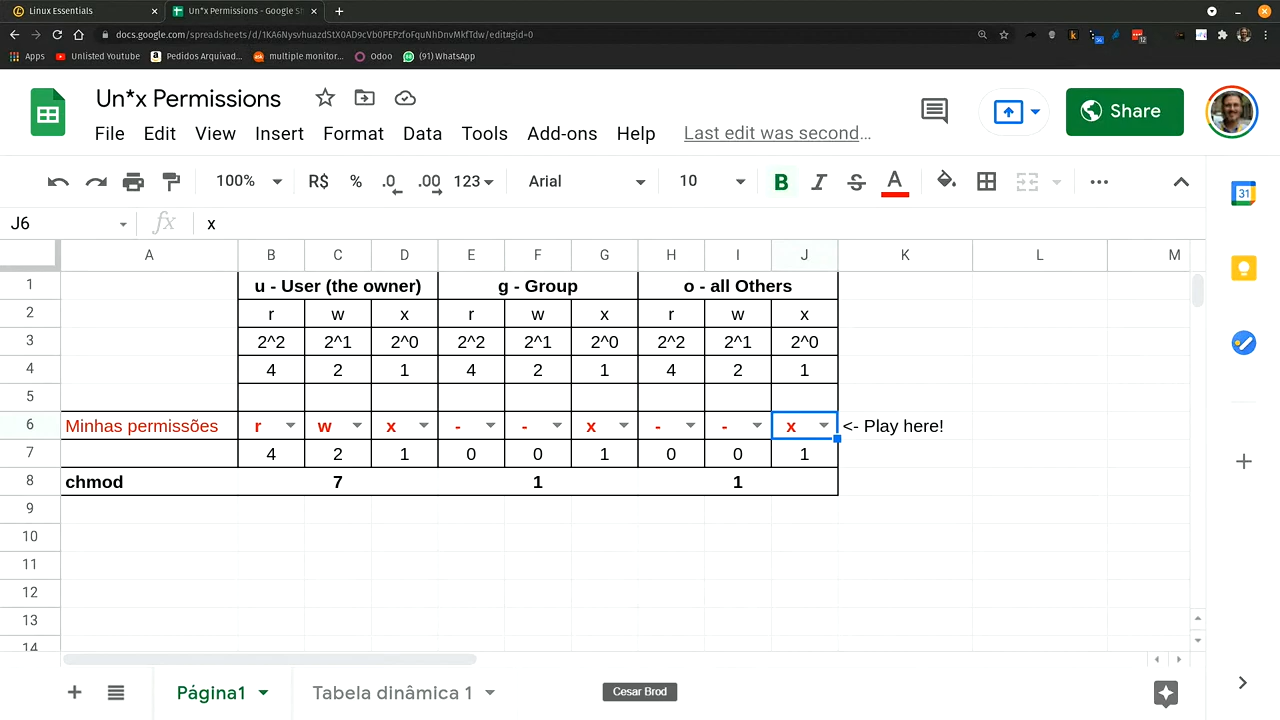 Linux Essentials × Un*x Permissions - Google Sh × +
docs.google.com/spreadsheets/d/1KA6NysvhuazdStX0AD9cVb0PEPzfoFquNhDnvMkfTdw/edit#gid=0
Apps Unlisted Youtube Pedidos Arquivad... multiple monitor... Odoo (91) WhatsApp
Un*x Permissions
File Edit View Insert Format Data Tools Add-ons Help Last edit was second...
Share
100% R$ % .0 .00 123 Arial 10 B I S A ...
31
J6 fx x
A B C D E F G H I J K L M
1 u - User (the owner) g - Group o - all Others
2 r w x r w x r w x
3 2^2 2^1 2^0 2^2 2^1 2^0 2^2 2^1 2^0
4 4 2 1 4 2 1 4 2 1
5
6 Minhas permissões r w x - - x - - x <- Play here!
7 4 2 1 0 0 1 0 0 1
8 chmod 7 1 1
9
10
11
12
13
14
+ Página1 Tabela dinâmica 1
Cesar Brod